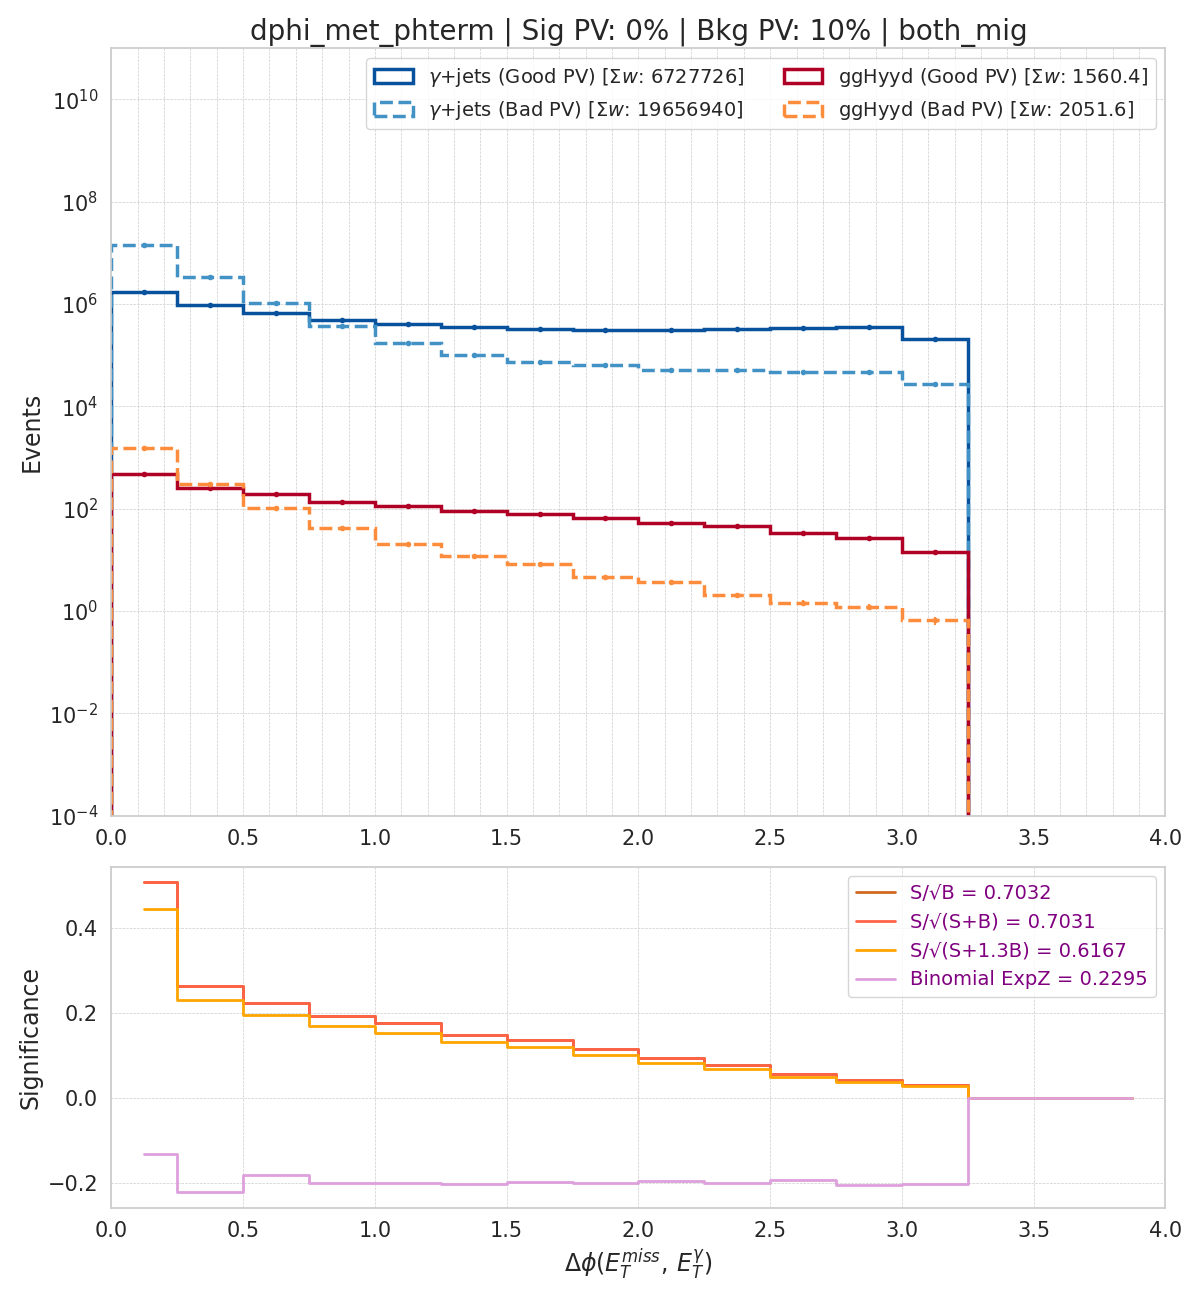 dphi_met_phterm | Sig PV: 0% | Bkg PV: 10% | both_mig
γ+jets (Good PV) [Σw: 6727726]
γ+jets (Bad PV) [Σw: 19656940]
ggHyyd (Good PV) [Σw: 1560.4]
ggHyyd (Bad PV) [Σw: 2051.6]
Events
10^10
10^8
10^6
10^4
10^2
10^0
10^−2
10^−4
0.0 0.5 1.0 1.5 2.0 2.5 3.0 3.5 4.0
S/√B = 0.7032
S/√(S+B) = 0.7031
S/√(S+1.3B) = 0.6167
Binomial ExpZ = 0.2295
Significance
0.4
0.2
0.0
−0.2
0.0 0.5 1.0 1.5 2.0 2.5 3.0 3.5 4.0
Δϕ(E_T^miss, E_T^γ)